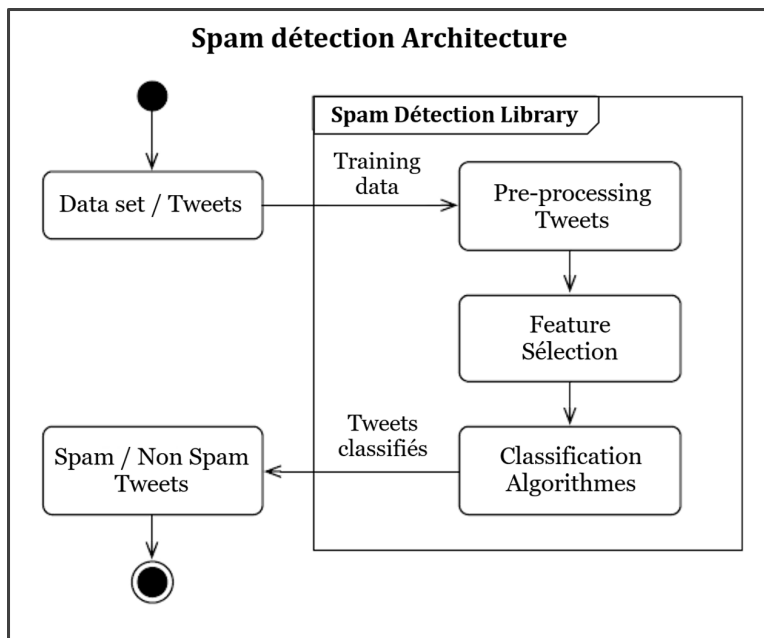 Spam détection Architecture
Spam Détection Library
Data set / Tweets
Training
data
Pre-processing
Tweets
Feature
Sélection
Classification
Algorithmes
Tweets
classifiés
Spam / Non Spam
Tweets